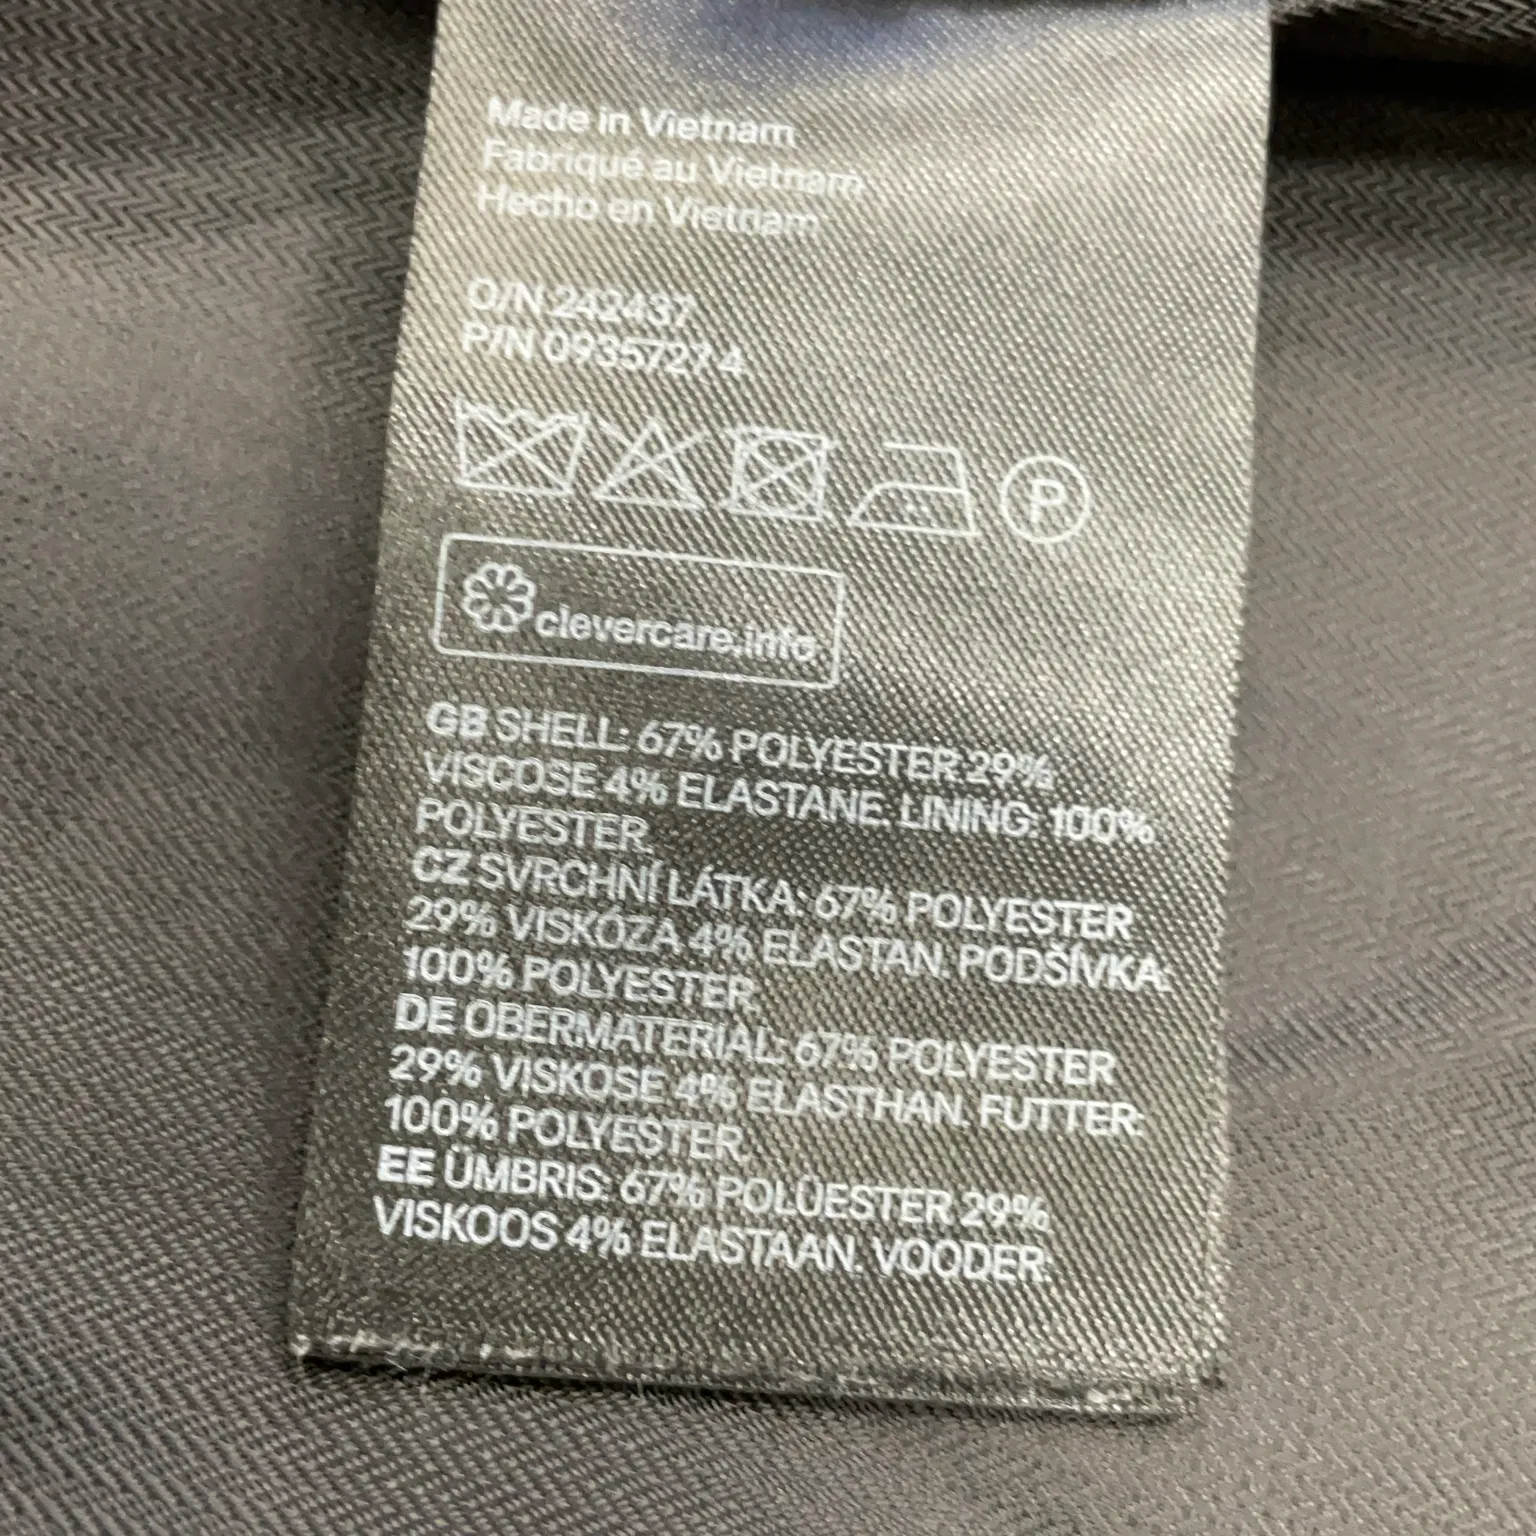 Made in Vietnam
Fabriqué au Vietnam
Hecho en Vietnam
O/N 242437
P/N 0935727 4
P
clevercare.info
GB SHELL: 67% POLYESTER 29%
VISCOSE 4% ELASTANE. LINING: 100%
POLYESTER.
CZ SVRCHNÍ LÁTKA: 67% POLYESTER
29% VISKÓZA 4% ELASTAN. PODŠÍVKA:
100% POLYESTER.
DE OBERMATERIAL: 67% POLYESTER
29% VISKOSE 4% ELASTHAN. FUTTER:
100% POLYESTER.
EE ÜMBRIS: 67% POLÜESTER 29%
VISKOOS 4% ELASTAAN. VOODER: